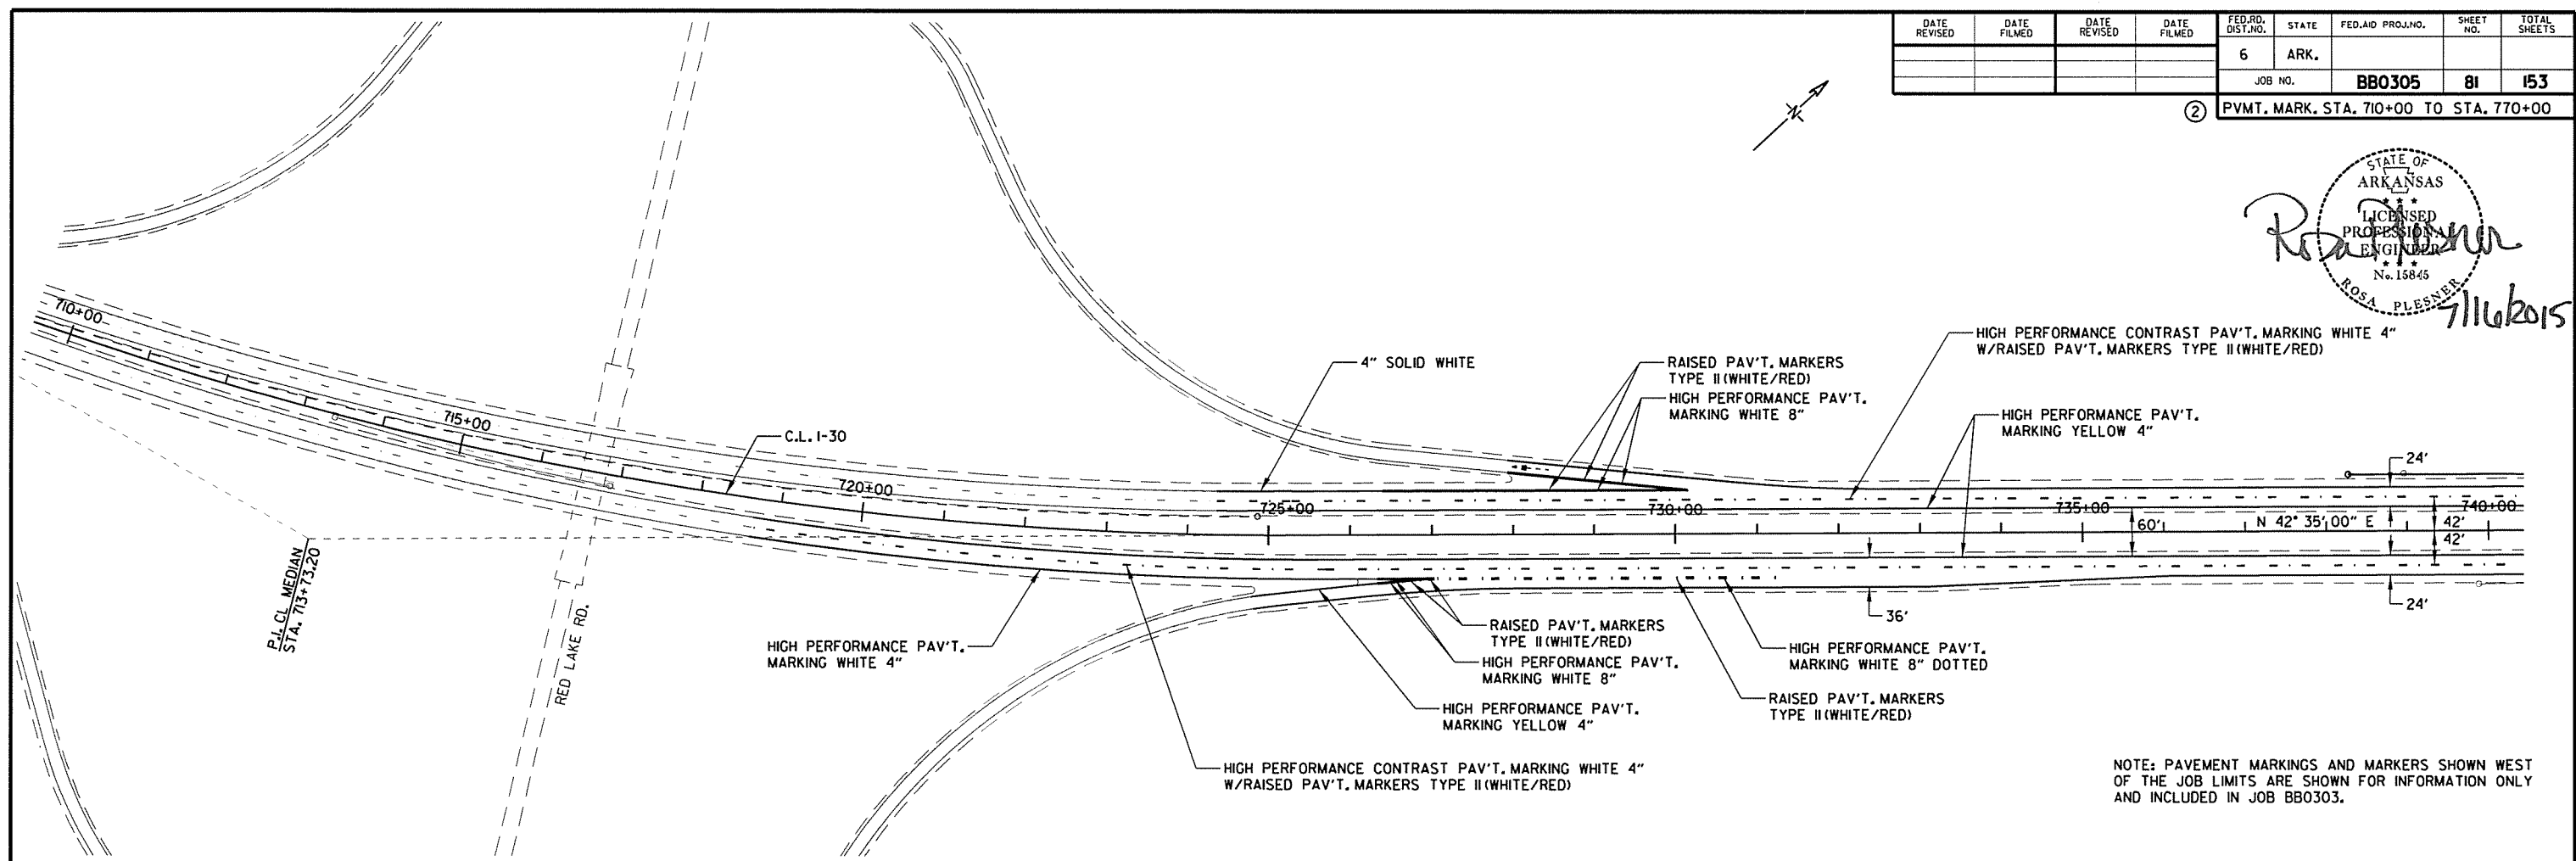 DATE REVISED
DATE FILMED
DATE REVISED
DATE FILMED
FED.RD. DIST.NO.
STATE
FED.AID PROJ.NO.
SHEET NO.
TOTAL SHEETS
6
ARK.
JOB NO.
BB0305
81
153
② PVMT. MARK. STA. 710+00 TO STA. 770+00
N
STATE OF
ARKANSAS
LICENSED
PROFESSIONAL
ENGINEER
No. 15845
ROSA PLESNER
Rosa Plesner
7/16/2015
HIGH PERFORMANCE CONTRAST PAV'T. MARKING WHITE 4"
W/RAISED PAV'T. MARKERS TYPE II (WHITE/RED)
4" SOLID WHITE
RAISED PAV'T. MARKERS
TYPE II (WHITE/RED)
HIGH PERFORMANCE PAV'T.
MARKING WHITE 8"
HIGH PERFORMANCE PAV'T.
MARKING YELLOW 4"
710+00
715+00
C.L. I-30
720+00
725+00
730+00
735+00
740+00
24'
60'
N 42° 35' 00" E
42'
42'
24'
36'
P.I. CL MEDIAN
STA. 713+73.20
RED LAKE RD.
HIGH PERFORMANCE PAV'T.
MARKING WHITE 4"
RAISED PAV'T. MARKERS
TYPE II (WHITE/RED)
HIGH PERFORMANCE PAV'T.
MARKING WHITE 8"
HIGH PERFORMANCE PAV'T.
MARKING YELLOW 4"
HIGH PERFORMANCE PAV'T.
MARKING WHITE 8" DOTTED
RAISED PAV'T. MARKERS
TYPE II (WHITE/RED)
HIGH PERFORMANCE CONTRAST PAV'T. MARKING WHITE 4"
W/RAISED PAV'T. MARKERS TYPE II (WHITE/RED)
NOTE: PAVEMENT MARKINGS AND MARKERS SHOWN WEST
OF THE JOB LIMITS ARE SHOWN FOR INFORMATION ONLY
AND INCLUDED IN JOB BB0303.